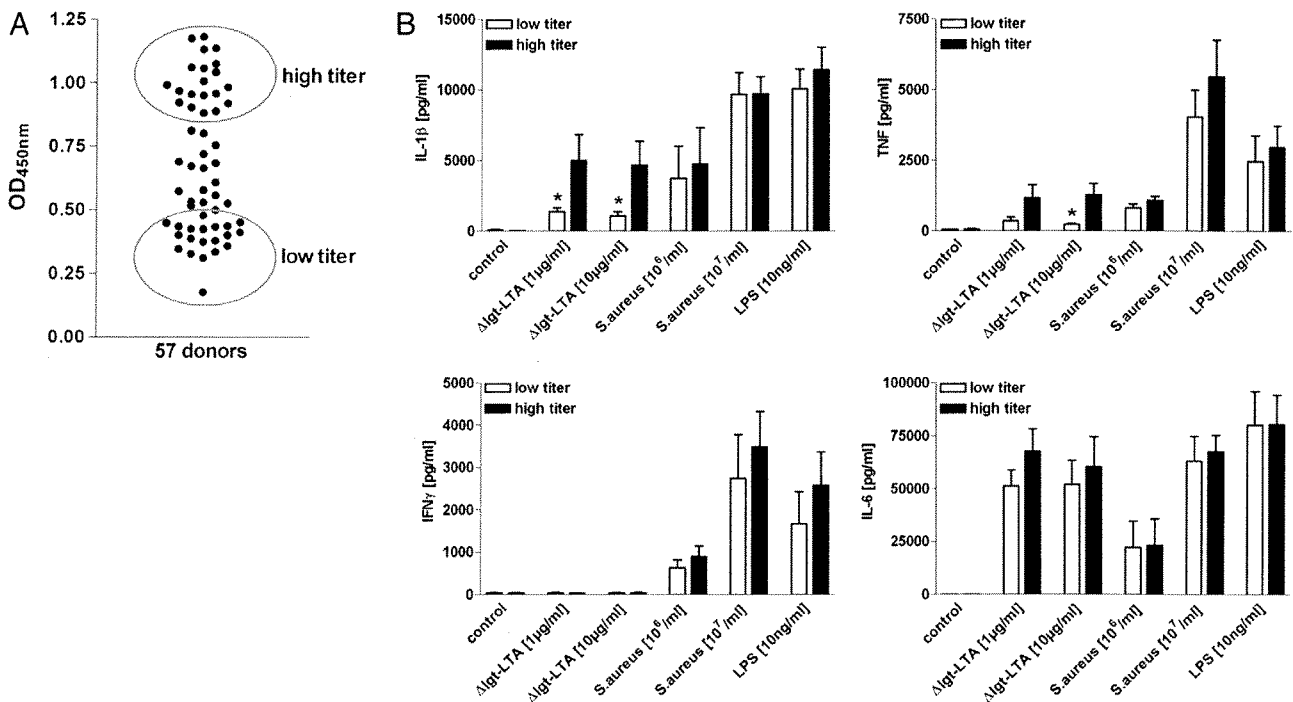 A
1.25
1.00
0.75
0.50
0.25
0.00
OD450nm
high titer
low titer
57 donors
B
15000
10000
5000
0
IL-1β [pg/ml]
low titer
high titer
*
*
control
Δlgt-LTA [1µg/ml]
Δlgt-LTA [10µg/ml]
S.aureus [10⁶/ml]
S.aureus [10⁷/ml]
LPS [10ng/ml]
7500
5000
2500
0
TNF [pg/ml]
low titer
high titer
*
control
Δlgt-LTA [1µg/ml]
Δlgt-LTA [10µg/ml]
S.aureus [10⁶/ml]
S.aureus [10⁷/ml]
LPS [10ng/ml]
5000
4000
3000
2000
1000
0
IFNγ [pg/ml]
low titer
high titer
control
Δlgt-LTA [1µg/ml]
Δlgt-LTA [10µg/ml]
S.aureus [10⁶/ml]
S.aureus [10⁷/ml]
LPS [10ng/ml]
100000
75000
50000
25000
0
IL-6 [pg/ml]
low titer
high titer
control
Δlgt-LTA [1µg/ml]
Δlgt-LTA [10µg/ml]
S.aureus [10⁶/ml]
S.aureus [10⁷/ml]
LPS [10ng/ml]